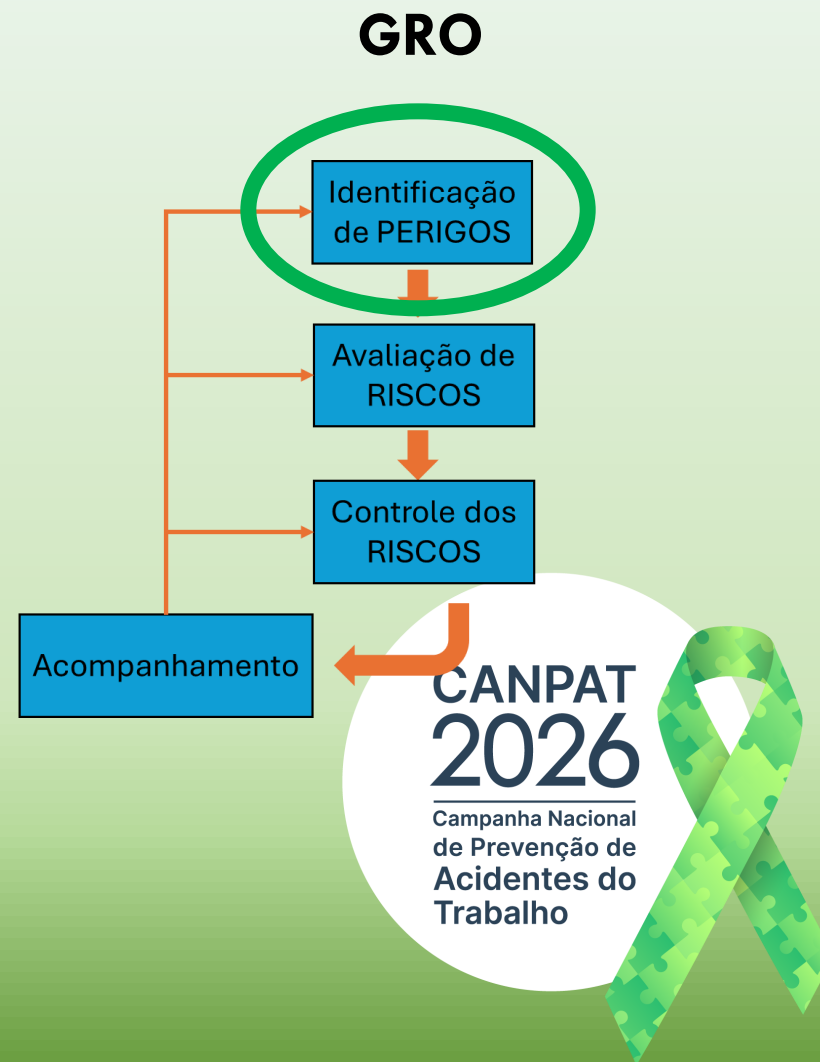 GRO
Identificação
de PERIGOS
Avaliação de
RISCOS
Controle dos
RISCOS
Acompanhamento
CANPAT
2026
Campanha Nacional
de Prevenção de
Acidentes do
Trabalho